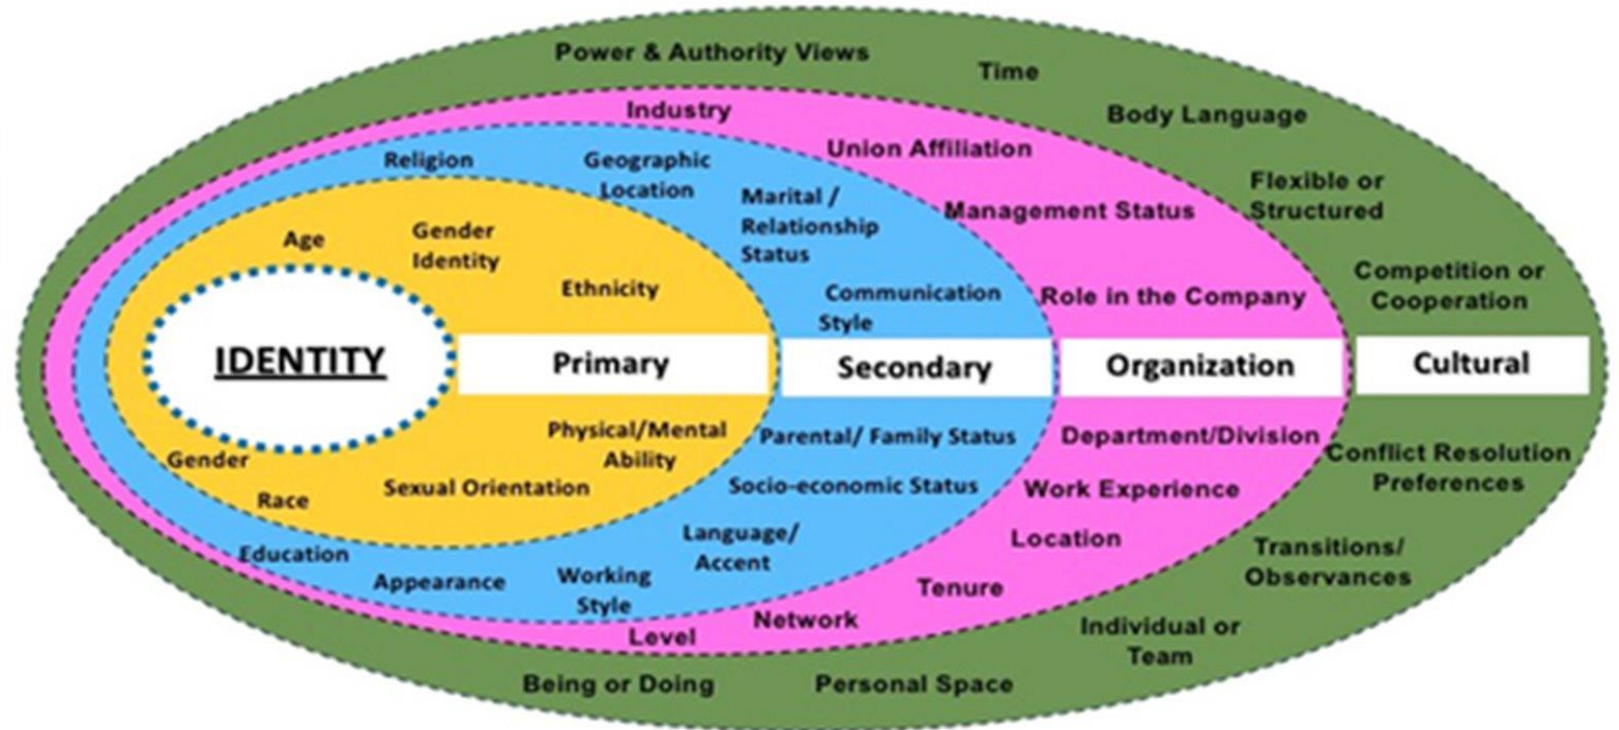 Power & Authority Views
Time
Industry
Body Language
Union Affiliation
Religion
Geographic
Location
Flexible or
Structured
Marital /
Relationship
Status
Management Status
Age
Gender
Identity
Ethnicity
Communication
Style
Role in the Company
Competition or
Cooperation
IDENTITY
Primary
Secondary
Organization
Cultural
Physical/Mental
Ability
Parental/ Family Status
Department/Division
Conflict Resolution
Preferences
Gender
Race
Sexual Orientation
Socio-economic Status
Work Experience
Language/
Accent
Location
Transitions/
Observances
Education
Appearance
Working
Style
Tenure
Network
Level
Individual or
Team
Being or Doing
Personal Space